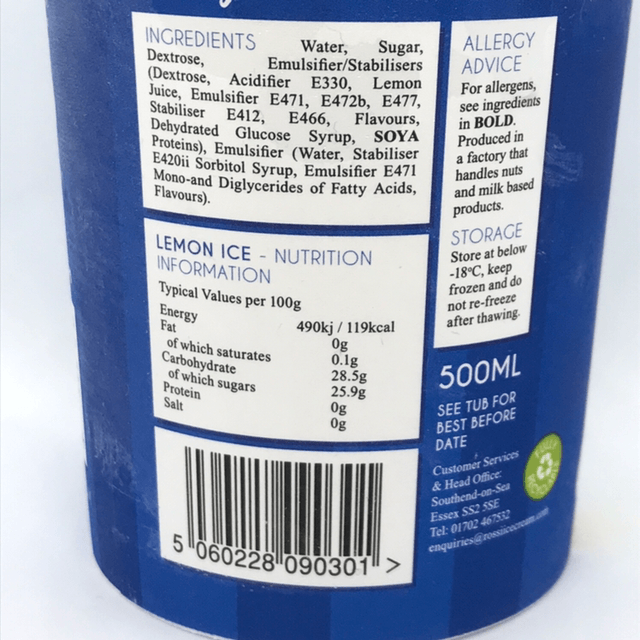 INGREDIENTS Water, Sugar,
Dextrose, Emulsifier/Stabilisers
(Dextrose, Acidifier E330, Lemon
Juice, Emulsifier E471, E472b, E477,
Stabiliser E412, E466, Flavours,
Dehydrated Glucose Syrup, SOYA
Proteins), Emulsifier (Water, Stabiliser
E420ii Sorbitol Syrup, Emulsifier E471
Mono-and Diglycerides of Fatty Acids,
Flavours).
LEMON ICE - NUTRITION
INFORMATION
Typical Values per 100g
Energy 490kj / 119kcal
Fat 0g
of which saturates 0.1g
Carbohydrate 28.5g
of which sugars 25.9g
Protein 0g
Salt 0g
5 060228 090301 >
ALLERGY
ADVICE
For allergens,
see ingredients
in BOLD.
Produced in
a factory that
handles nuts
and milk based
products.
STORAGE
Store at below
-18ºC, keep
frozen and do
not re-freeze
after thawing.
500ML
SEE TUB FOR
BEST BEFORE
DATE
Customer Services
& Head Office:
Southend-on-Sea
Essex SS2 5SE
Tel: 01702 467532
enquiries@rossiicecream.com